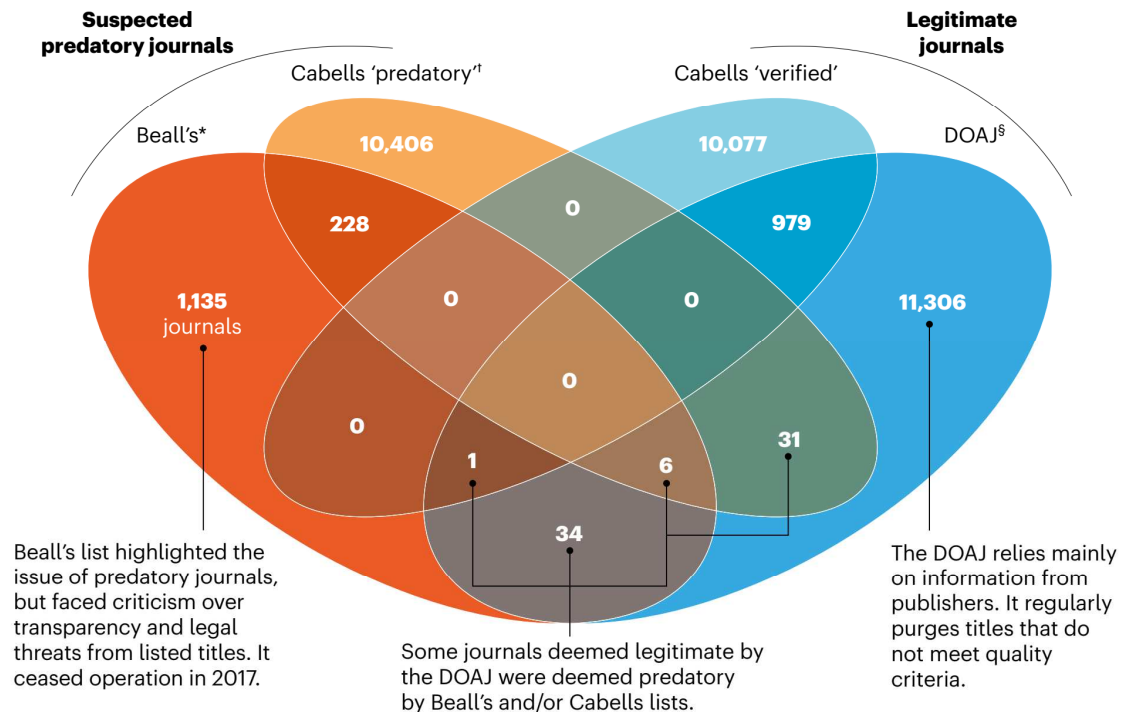 Suspected
predatory journals
Legitimate
journals
Cabells ‘predatory’†
Cabells ‘verified’
Beall’s*
DOAJ§
10,406
10,077
0
228
979
1,135
journals
0
0
11,306
0
0
31
1
6
34
Beall’s list highlighted the
issue of predatory journals,
but faced criticism over
transparency and legal
threats from listed titles. It
ceased operation in 2017.
Some journals deemed legitimate by
the DOAJ were deemed predatory
by Beall’s and/or Cabells lists.
The DOAJ relies mainly
on information from
publishers. It regularly
purges titles that do
not meet quality
criteria.